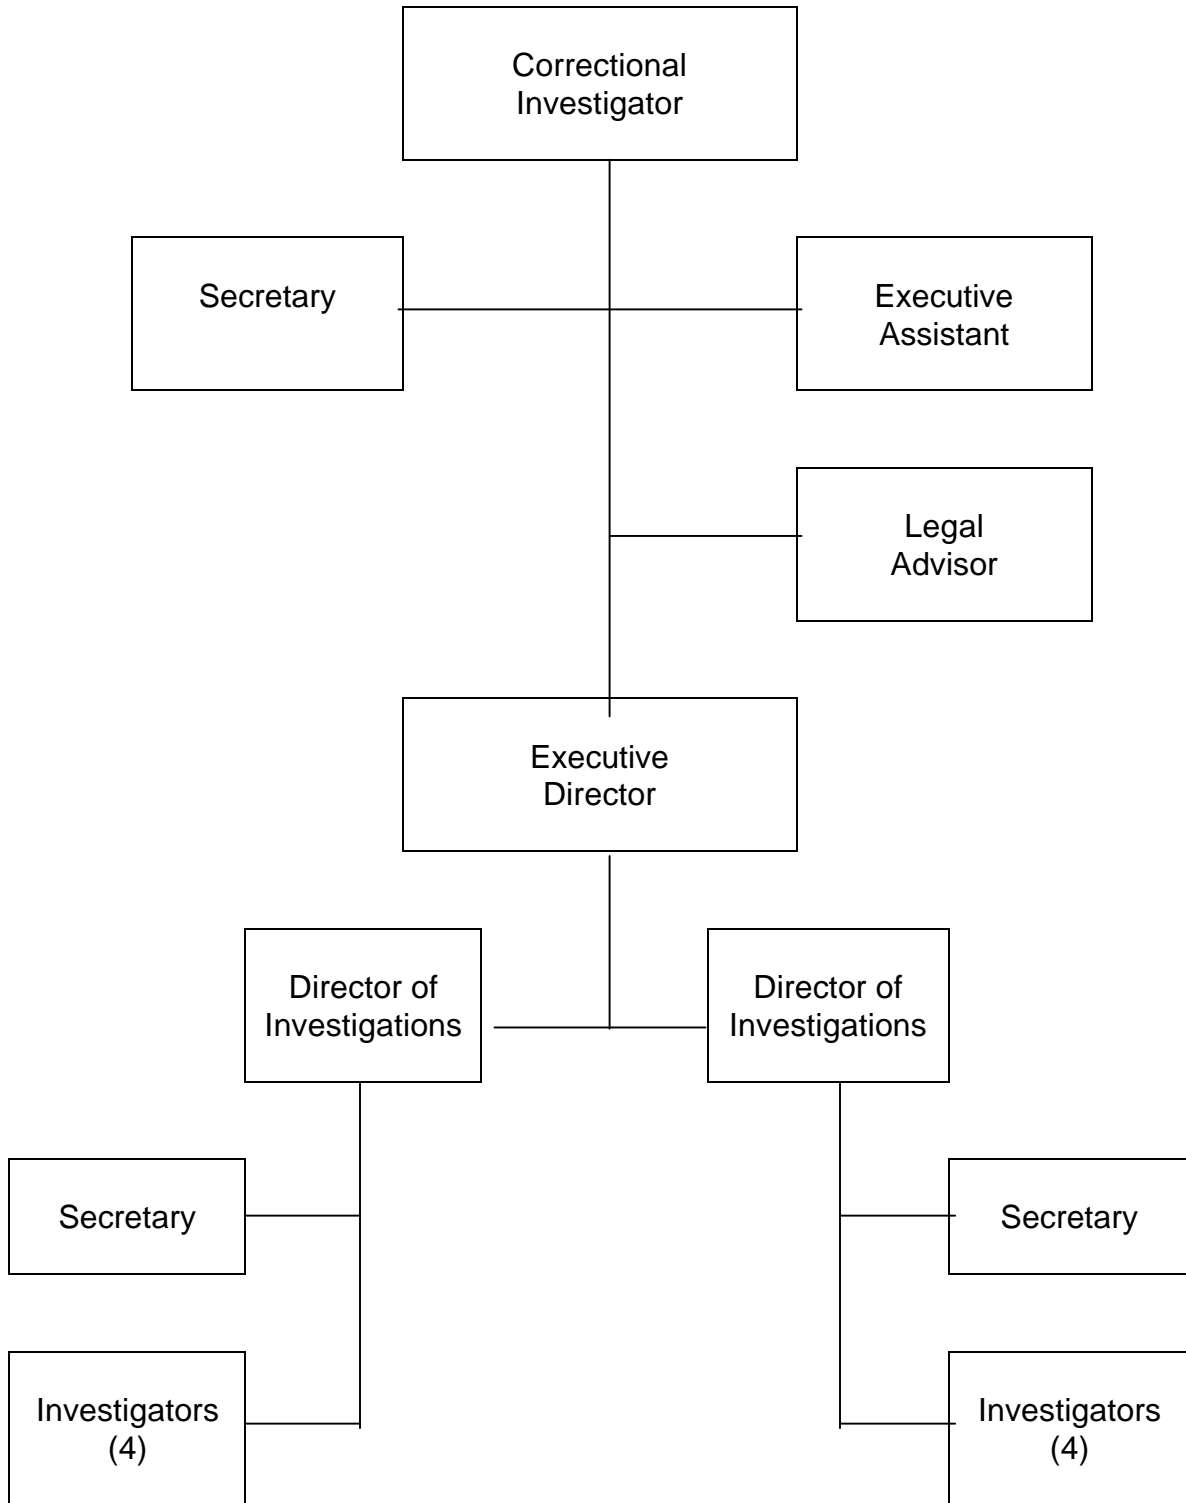 Correctional
Investigator
Secretary
Executive
Assistant
Legal
Advisor
Executive
Director
Director of
Investigations
Director of
Investigations
Secretary
Secretary
Investigators
(4)
Investigators
(4)